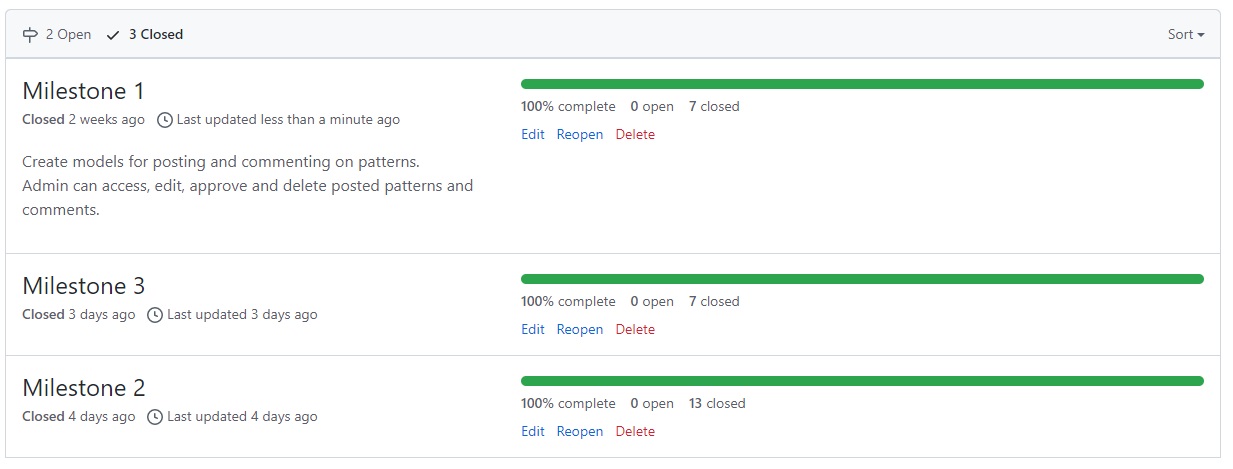 2 Open 3 Closed Sort
Milestone 1
Closed 2 weeks ago Last updated less than a minute ago
100% complete 0 open 7 closed
Edit Reopen Delete
Create models for posting and commenting on patterns.
Admin can access, edit, approve and delete posted patterns and
comments.
Milestone 3
Closed 3 days ago Last updated 3 days ago
100% complete 0 open 7 closed
Edit Reopen Delete
Milestone 2
Closed 4 days ago Last updated 4 days ago
100% complete 0 open 13 closed
Edit Reopen Delete